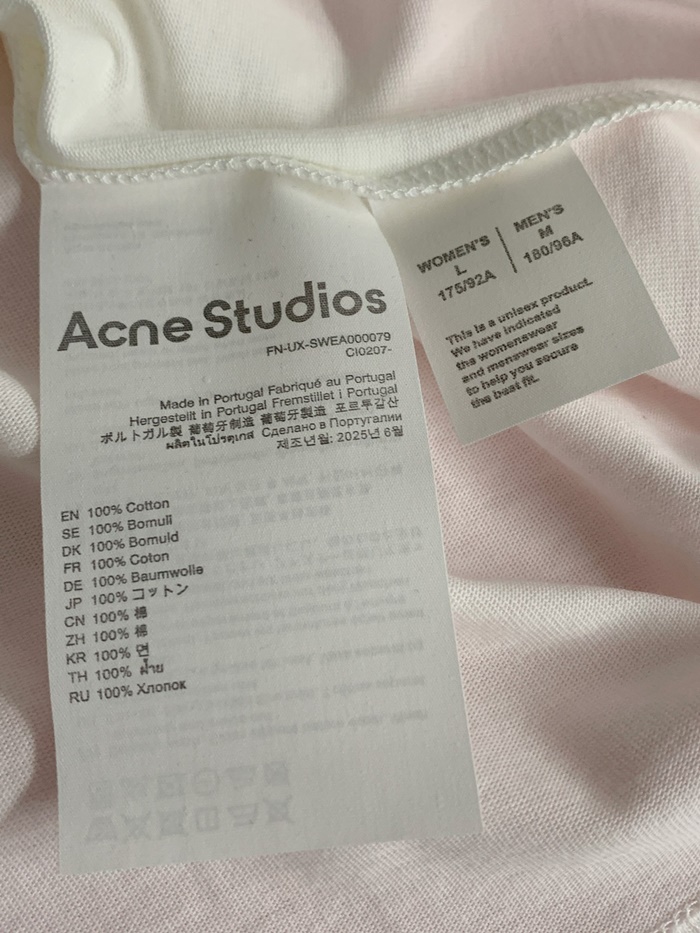 Acne Studios
FN-UX-SWEA000079
CI0207-
Made in Portugal Fabriqué au Portugal
Hergestellt in Portugal Fremstillet i Portugal
ポルトガル製 葡萄牙制造 葡萄牙製造 포르투갈산
ผลิตในโปรตุเกส Сделано в Португалии
제조년월: 2025년 6월
EN 100% Cotton
SE 100% Bomull
DK 100% Bomuld
FR 100% Coton
DE 100% Baumwolle
JP 100% コットン
CN 100% 棉
ZH 100% 棉
KR 100% 면
TH 100% ฝ้าย
RU 100% Хлопок
WOMEN'S
L
175/92A
MEN'S
M
180/96A
This is a unisex product.
We have indicated
the womenswear
and menswear sizes
to help you secure
the best fit.